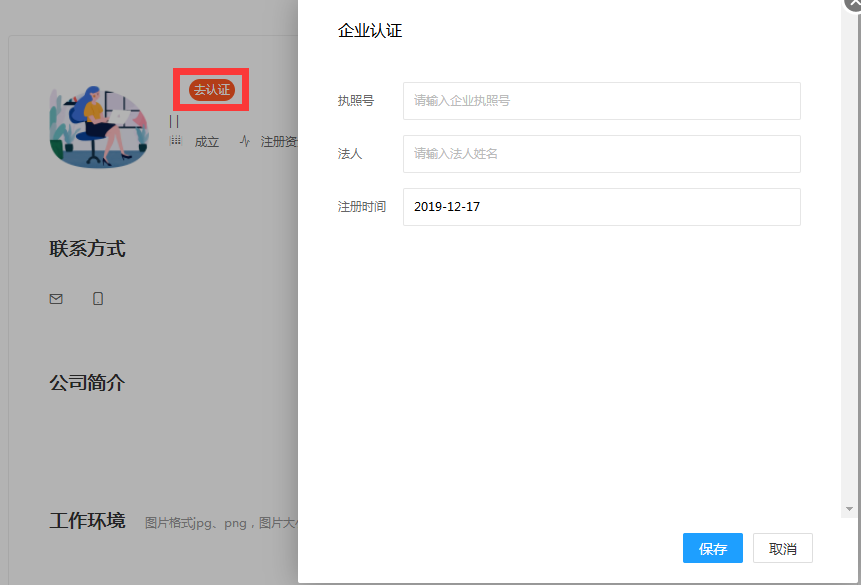 去认证
||
成立 注册资
联系方式
公司简介
工作环境 图片格式jpg、png，图片大
企业认证
执照号 请输入企业执照号
法人 请输入法人姓名
注册时间 2019-12-17
保存 取消